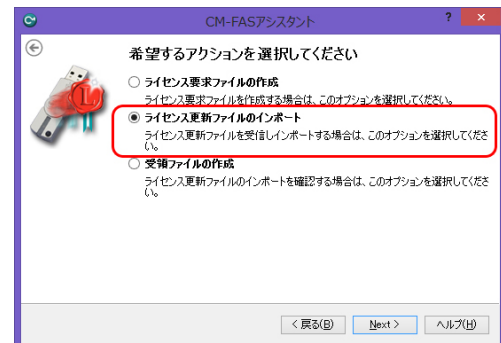 CM-FASアシスタント
希望するアクションを選択してください
ライセンス要求ファイルの作成
ライセンス要求ファイルを作成する場合は、このオプションを選択してください。
ライセンス更新ファイルのインポート
ライセンス更新ファイルを受信しインポートする場合は、このオプションを選択してくださ
い。
受領ファイルの作成
ライセンス更新ファイルのインポートを確認する場合は、このオプションを選択してくださ
い。
< 戻る(B) Next > ヘルプ(H)